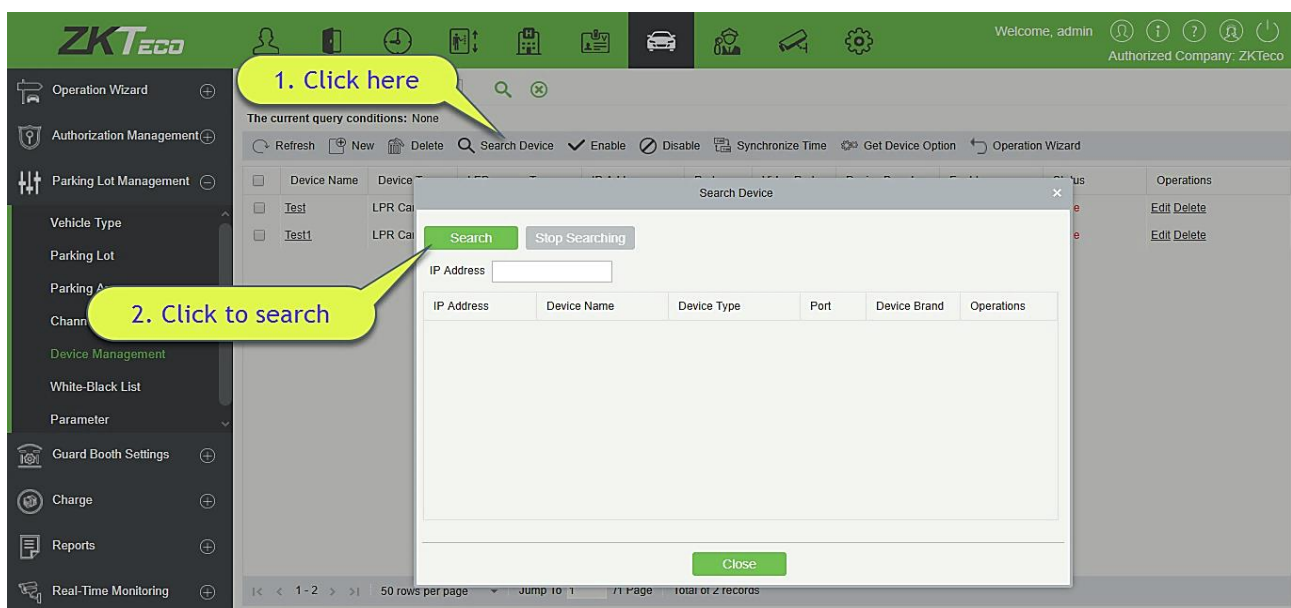 ZKTeco
Welcome, admin
Authorized Company: ZKTeco
1. Click here
Operation Wizard
The current query conditions: None
Authorization Management
Refresh New Delete Search Device Enable Disable Synchronize Time Get Device Option Operation Wizard
Parking Lot Management
Device Name Operations
Search Device
Test LPR Edit Delete
Test1 LPR Edit Delete
Search Stop Searching
IP Address
IP Address Device Name Device Type Port Device Brand Operations
2. Click to search
Vehicle Type
Parking Lot
Parking
Device Management
White-Black List
Parameter
Guard Booth Settings
Charge
Reports
Real-Time Monitoring
Close
1 - 2 50 rows per page Jump To 1 /1 Page Total of 2 records